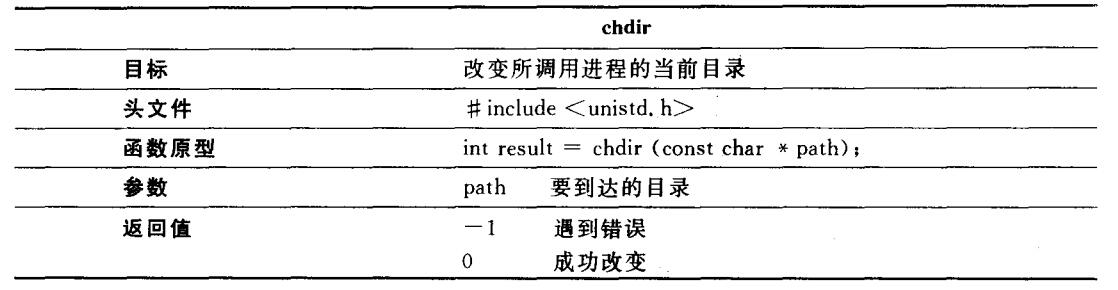 chdir
目标 改变所调用进程的当前目录
头文件 #include <unistd.h>
函数原型 int result = chdir (const char * path);
参数 path 要到达的目录
返回值 -1 遇到错误
0 成功改变